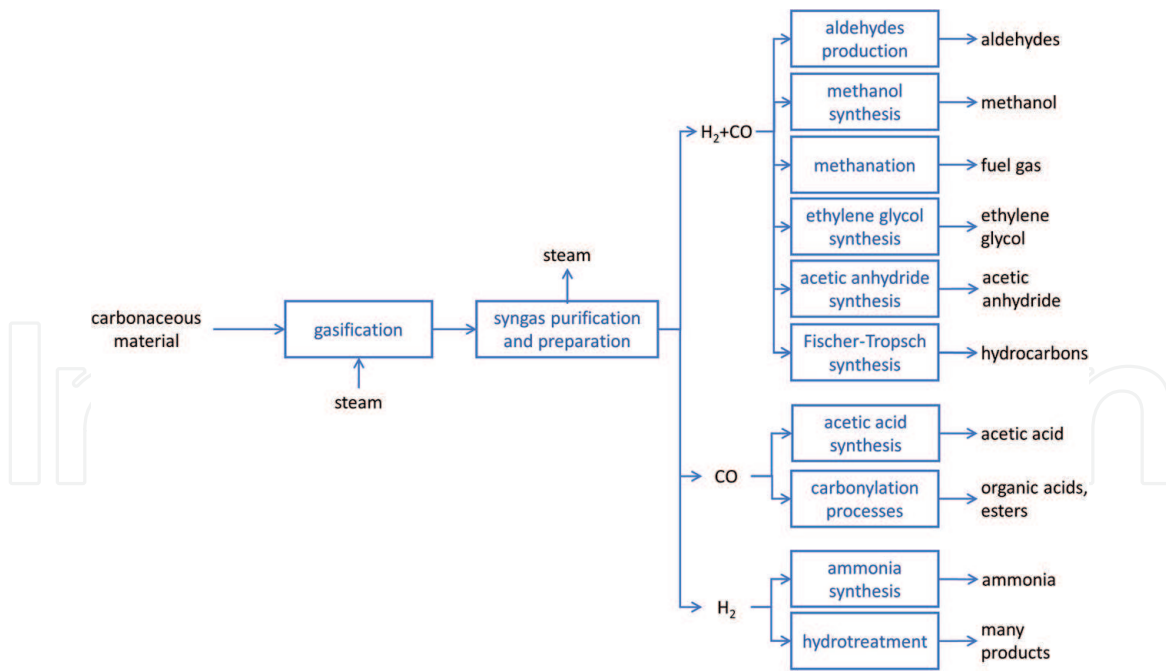 carbonaceous
material
gasification
steam
steam
syngas purification
and preparation
H₂+CO
aldehydes
production
aldehydes
methanol
synthesis
methanol
methanation
fuel gas
ethylene glycol
synthesis
ethylene
glycol
acetic anhydride
synthesis
acetic
anhydride
Fischer-Tropsch
synthesis
hydrocarbons
CO
acetic acid
synthesis
acetic acid
carbonylation
processes
organic acids,
esters
H₂
ammonia
synthesis
ammonia
hydrotreatment
many
products